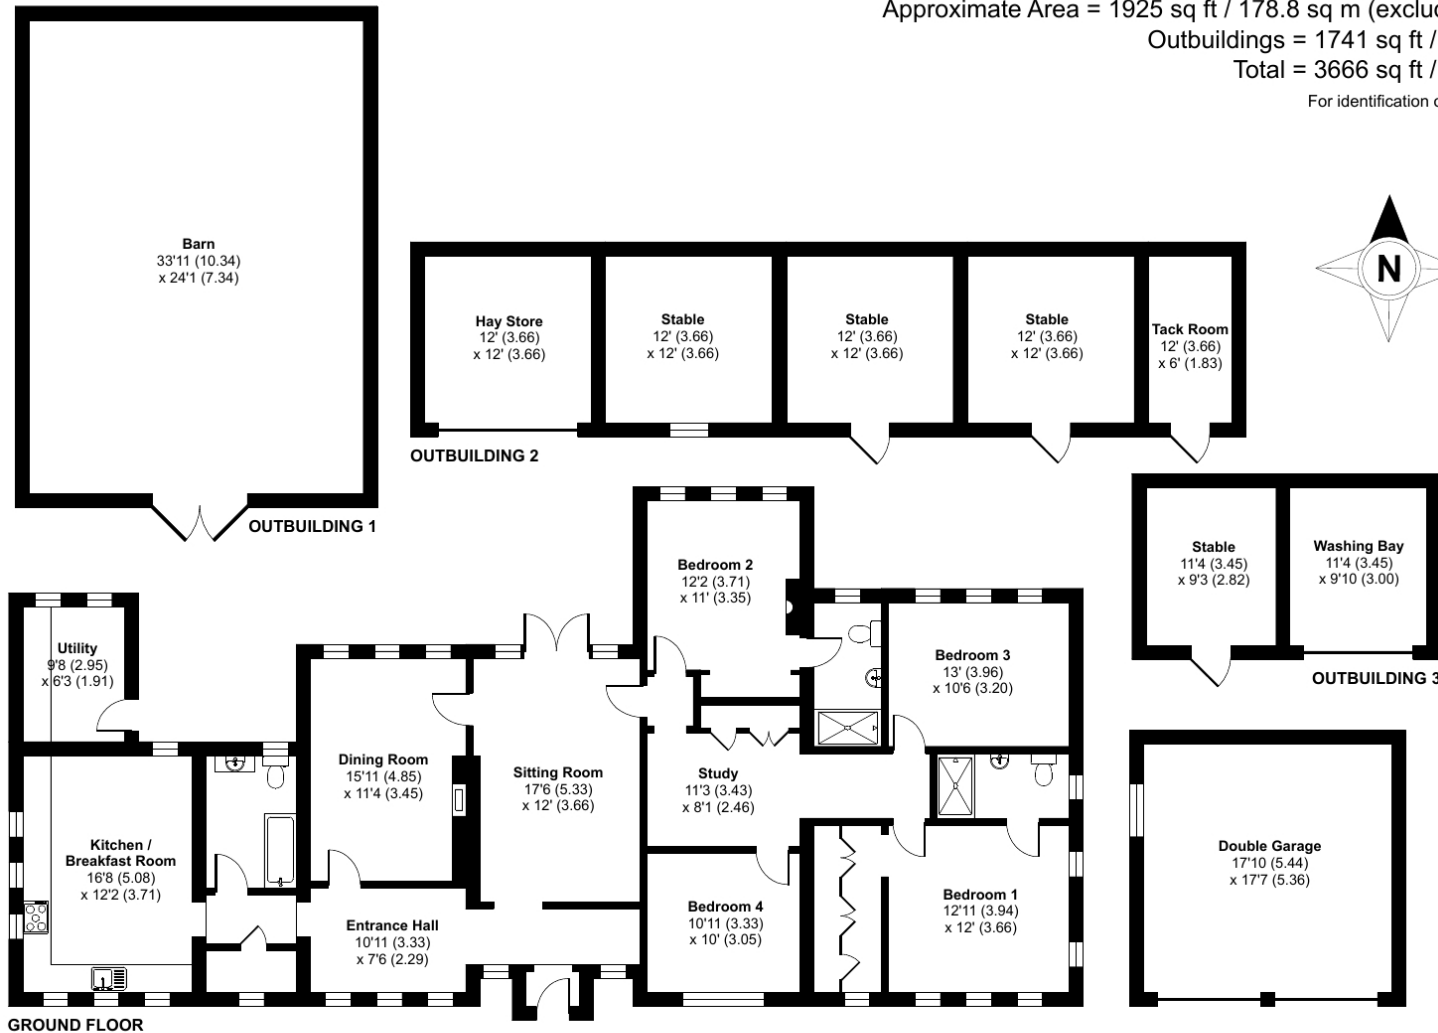 Approximate Area = 1925 sq ft / 178.8 sq m (exclu
Outbuildings = 1741 sq ft /
Total = 3666 sq ft /
For identification
N
Barn
33'11 (10.34)
x 24'1 (7.34)
OUTBUILDING 1
Hay Store
12' (3.66)
x 12' (3.66)
Stable
12' (3.66)
x 12' (3.66)
Stable
12' (3.66)
x 12' (3.66)
Stable
12' (3.66)
x 12' (3.66)
Tack Room
12' (3.66)
x 6' (1.83)
OUTBUILDING 2
Stable
11'4 (3.45)
x 9'3 (2.82)
Washing Bay
11'4 (3.45)
x 9'10 (3.00)
OUTBUILDING 3
Utility
9'8 (2.95)
x 6'3 (1.91)
Kitchen /
Breakfast Room
16'8 (5.08)
x 12'2 (3.71)
Dining Room
15'11 (4.85)
x 11'4 (3.45)
Entrance Hall
10'11 (3.33)
x 7'6 (2.29)
Sitting Room
17'6 (5.33)
x 12' (3.66)
Bedroom 2
12'2 (3.71)
x 11' (3.35)
Study
11'3 (3.43)
x 8'1 (2.46)
Bedroom 4
10'11 (3.33)
x 10' (3.05)
Bedroom 3
13' (3.96)
x 10'6 (3.20)
Bedroom 1
12'11 (3.94)
x 12' (3.66)
Double Garage
17'10 (5.44)
x 17'7 (5.36)
GROUND FLOOR